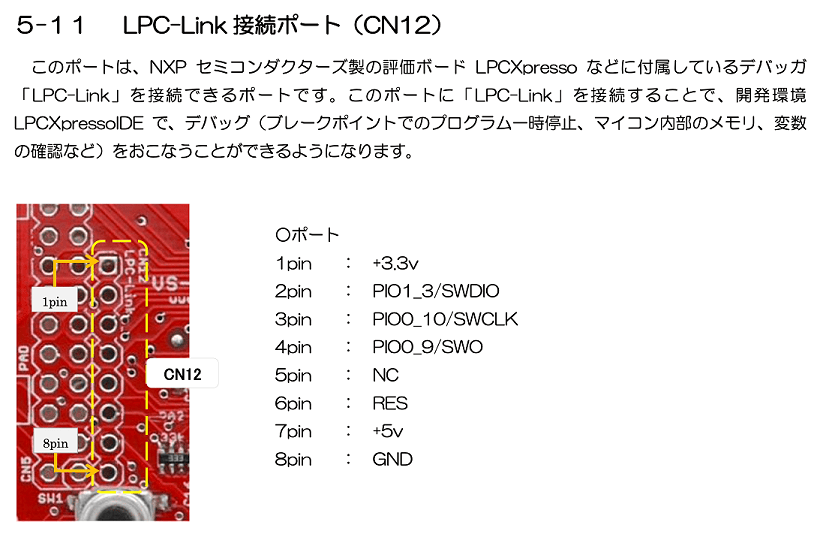 ５-１１　LPC-Link 接続ポート（CN12）
このポートは、NXP セミコンダクターズ製の評価ボード LPCXpresso などに付属しているデバッガ
「LPC-Link」を接続できるポートです。このポートに「LPC-Link」を接続することで、開発環境
LPCXpressoIDE で、デバッグ（ブレークポイントでのプログラム一時停止、マイコン内部のメモリ、変数
の確認など）をおこなうことができるようになります。
〇ポート
1pin ： +3.3v
2pin ： PIO1_3/SWDIO
3pin ： PIO0_10/SWCLK
4pin ： PIO0_9/SWO
5pin ： NC
6pin ： RES
7pin ： +5v
8pin ： GND
CN12
LPC-Link
VS-
1pin
PAD
CN12
8pin
CN5
SW1